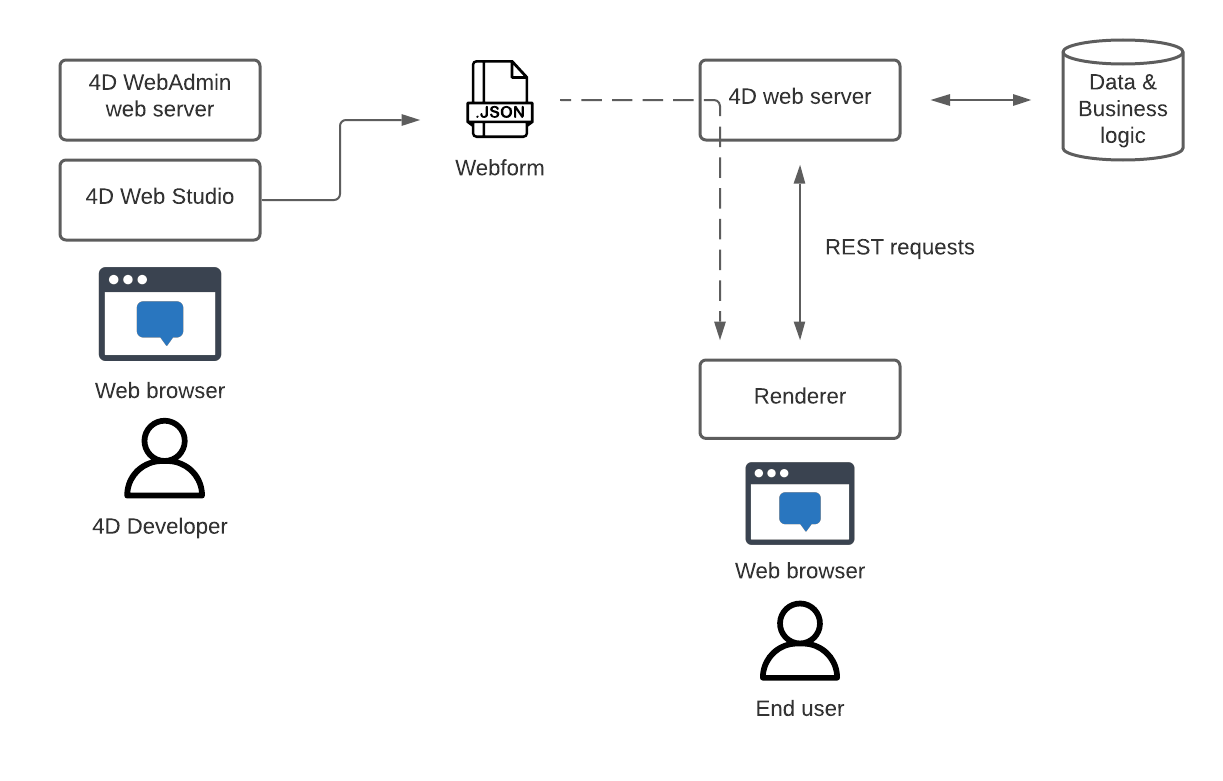 4D WebAdmin
web server
4D Web Studio
Web browser
4D Developer
.JSON
Webform
4D web server
Data &
Business
logic
REST requests
Renderer
Web browser
End user